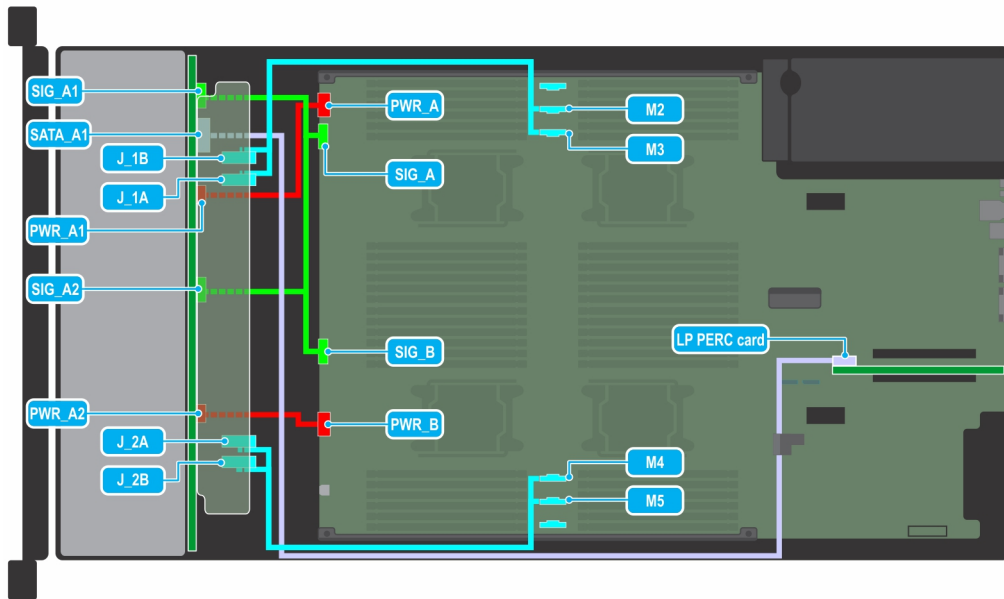 SIG_A1
SATA_A1
J_1B
J_1A
PWR_A1
SIG_A2
PWR_A2
J_2A
J_2B
PWR_A
SIG_A
SIG_B
PWR_B
M2
M3
LP PERC card
M4
M5